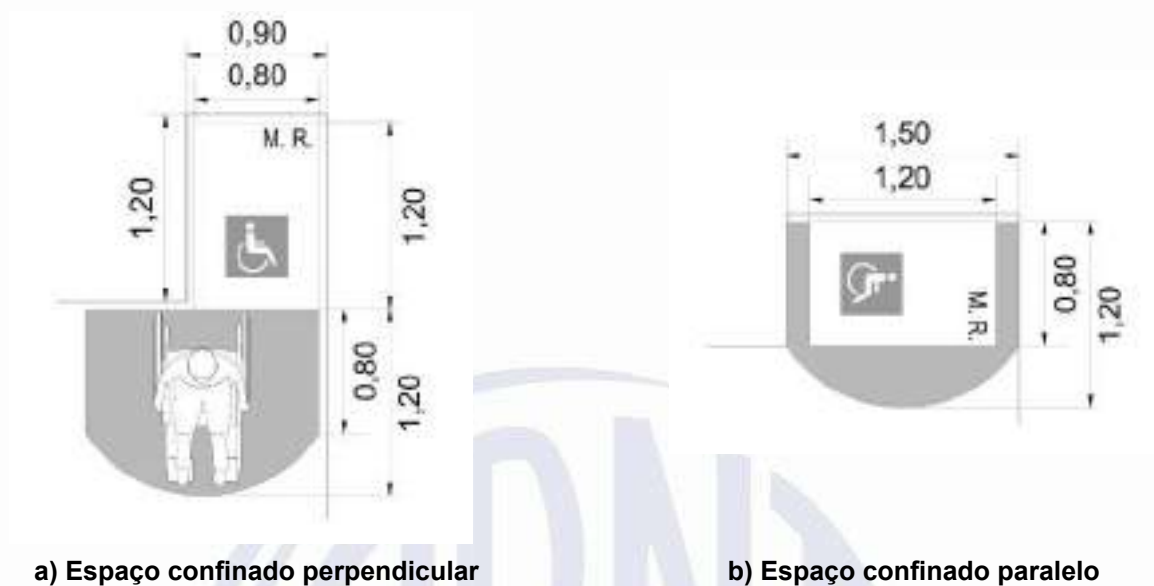 0,90
0,80
M. R.
1,20
1,20
0,80
1,20
a) Espaço confinado perpendicular
1,50
1,20
M. R.
0,80
1,20
b) Espaço confinado paralelo